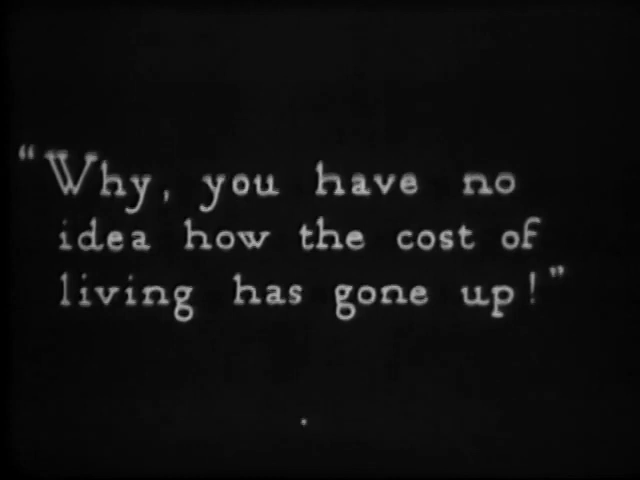 "Why, you have no
idea how the cost of
living has gone up!"